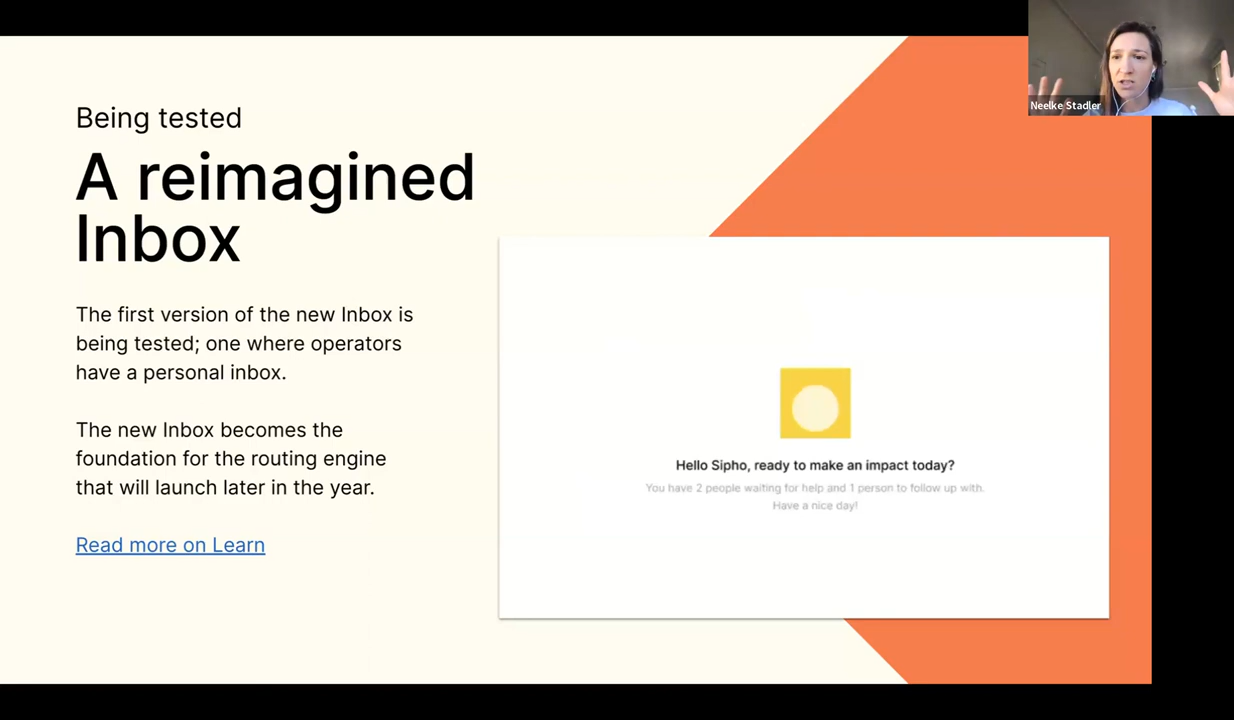 Being tested
A reimagined
Inbox
The first version of the new Inbox is
being tested; one where operators
have a personal inbox.
The new Inbox becomes the
foundation for the routing engine
that will launch later in the year.
Read more on Learn
Hello Sipho, ready to make an impact today?
You have 2 people waiting for help and 1 person to follow up with.
Have a nice day!
Neelke Stadler